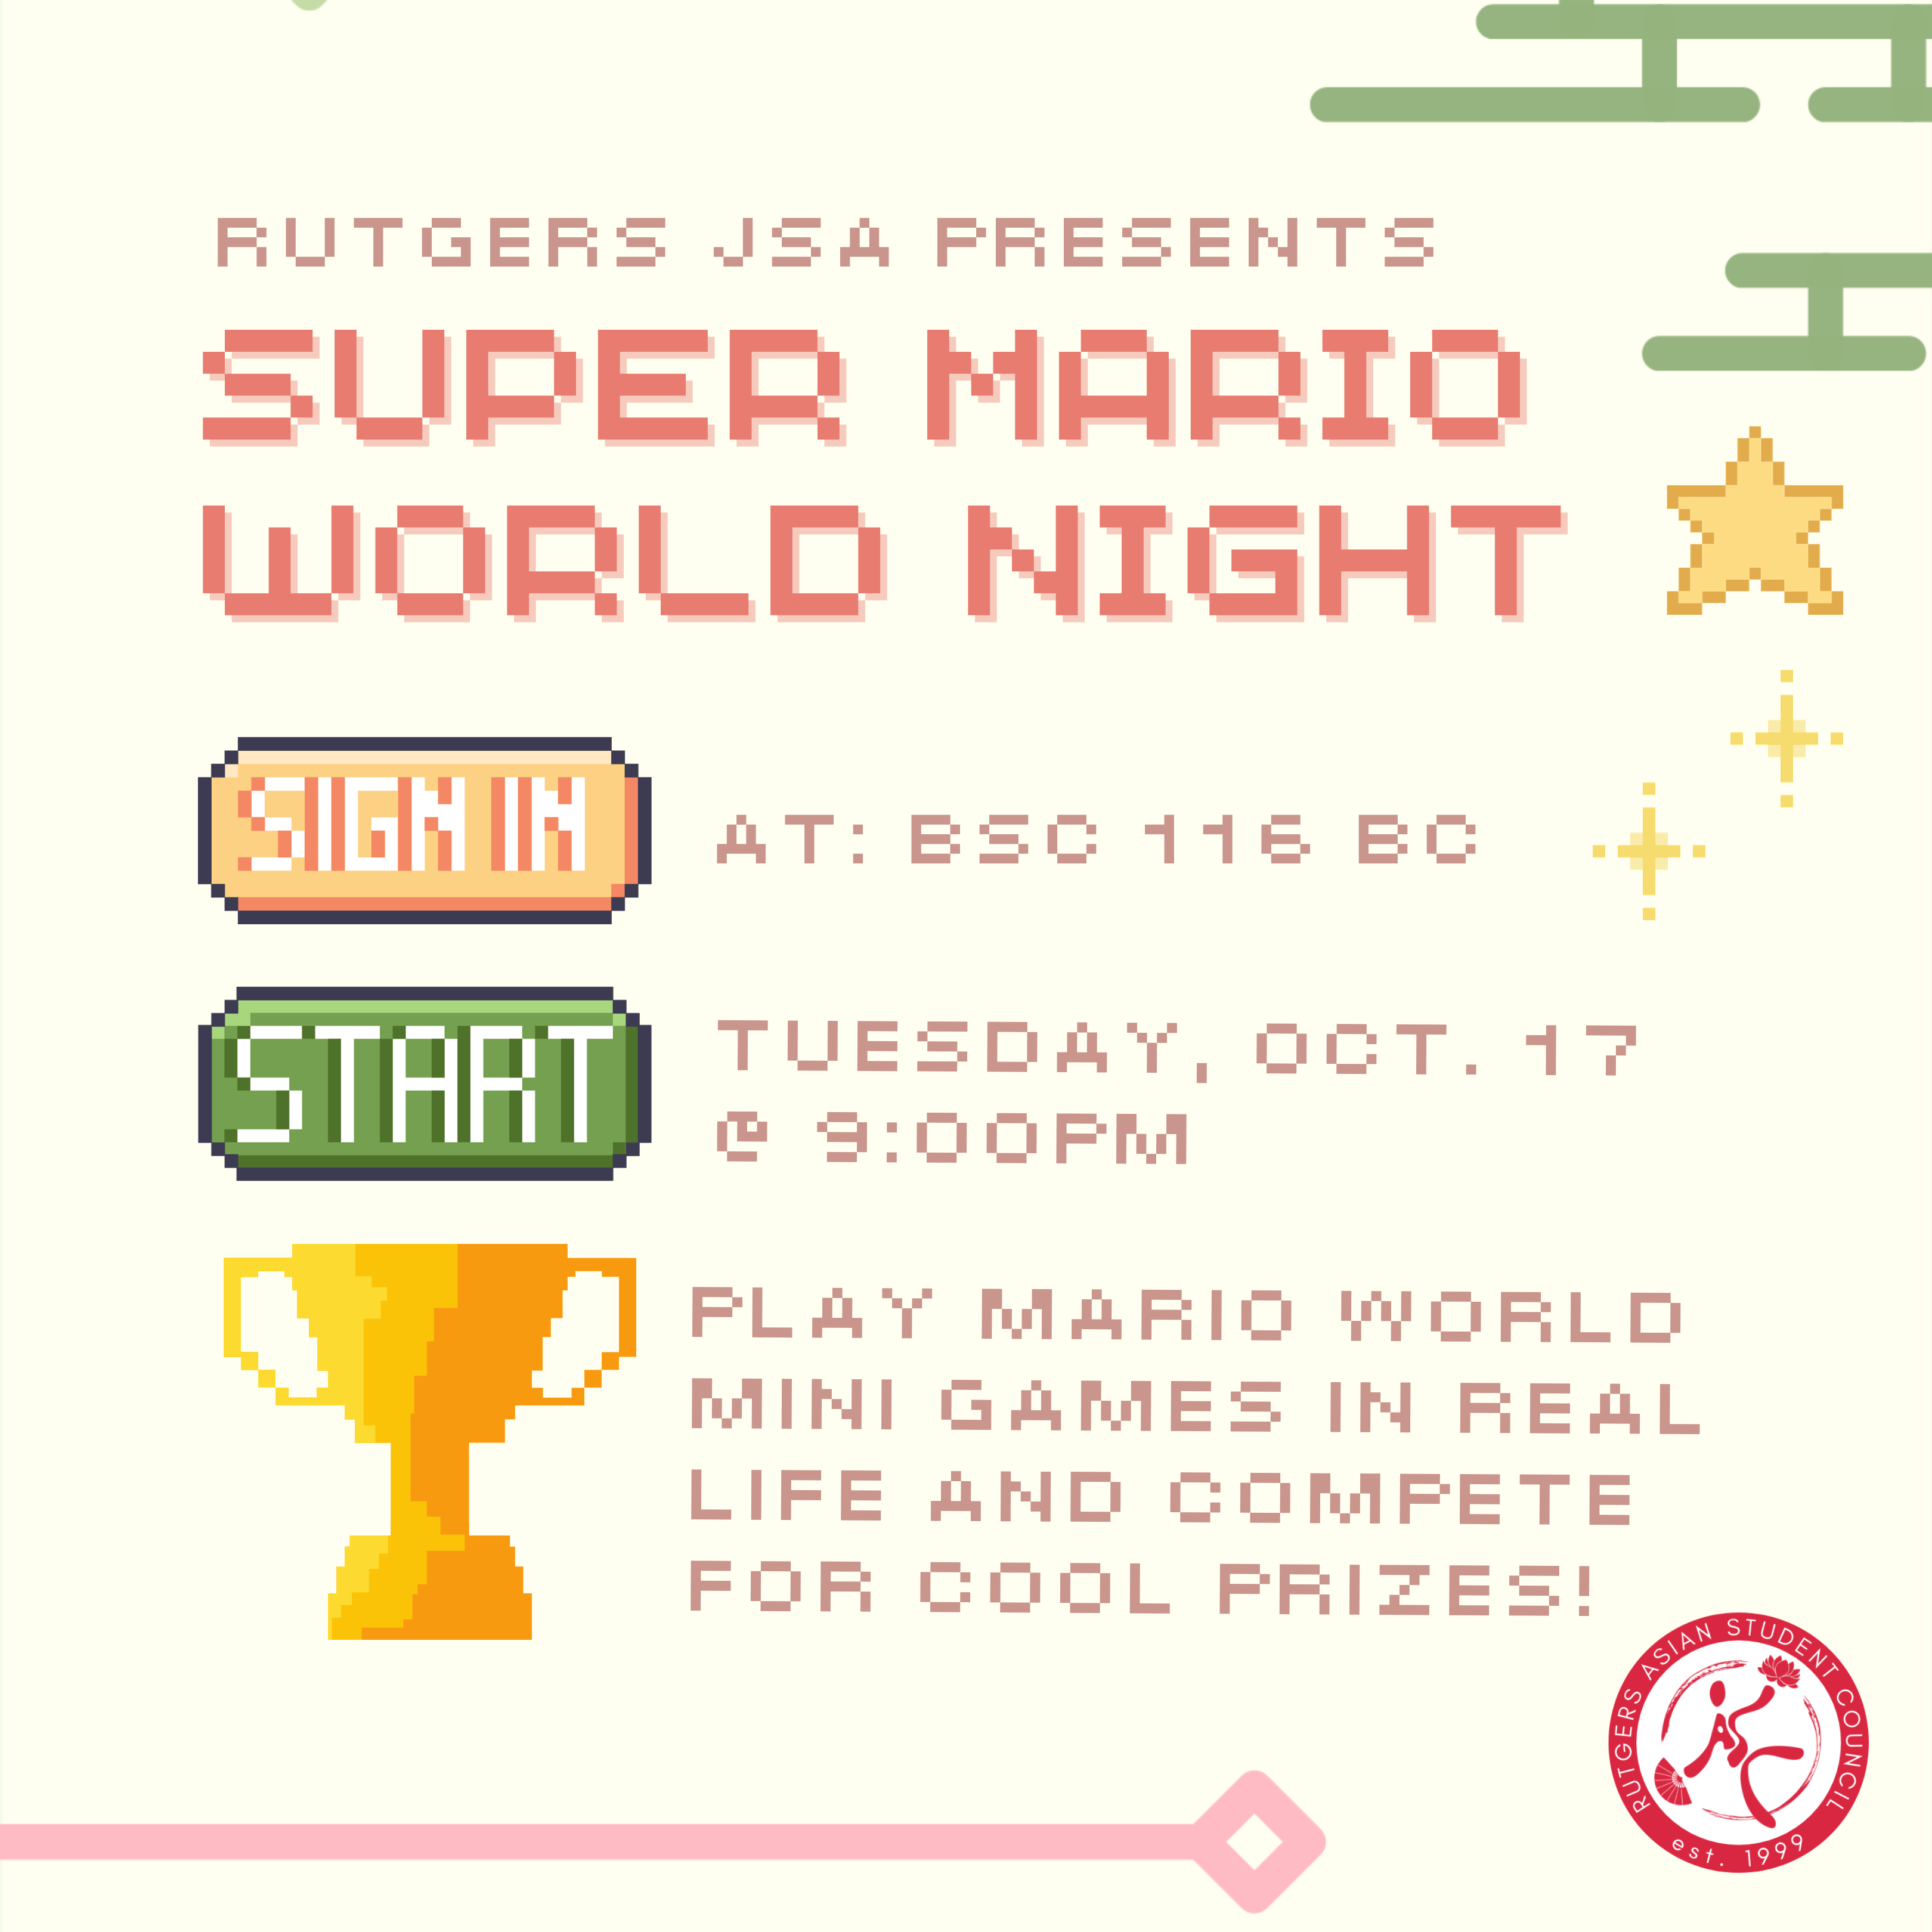 RUTGERS JSA PRESENTS
SUPER MARIO
WORLD NIGHT
SIGN IN
AT: BSC 116 BC
START
TUESDAY, OCT. 17
@ 9:00PM
PLAY MARIO WORLD
MINI GAMES IN REAL
LIFE AND COMPETE
FOR COOL PRIZES!
RUTGERS ASIAN STUDENT COUNCIL
est. 1999